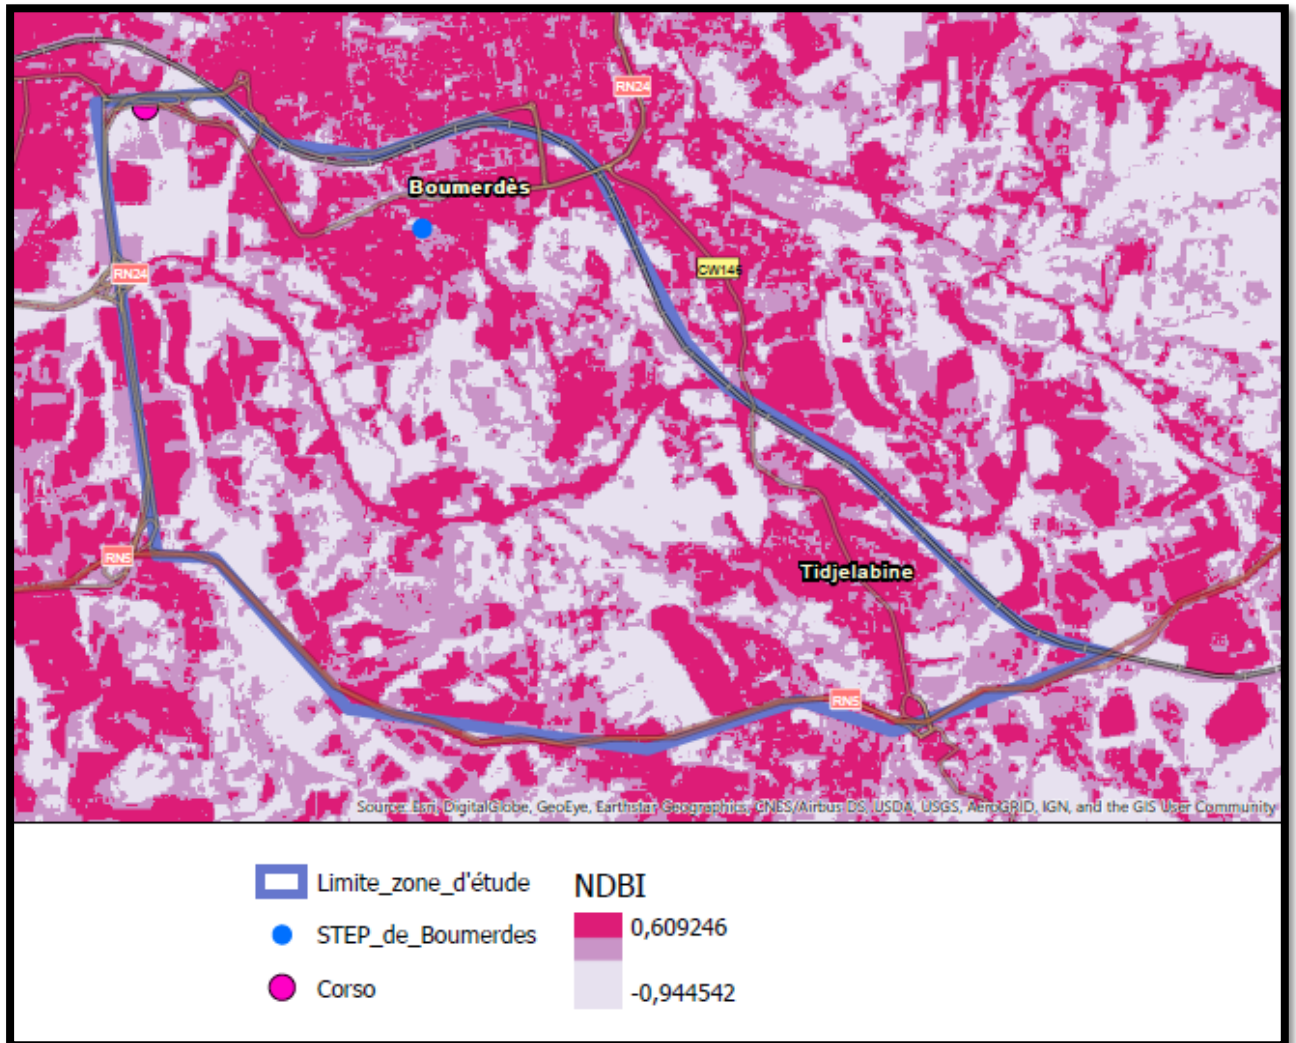 RN24
Boumerdès
RN24
CW146
RN5
Tidjelabine
RN5
Source: Esri, DigitalGlobe, GeoEye, Earthstar Geographics, CNES/Airbus DS, USDA, USGS, AeroGRID, IGN, and the GIS User Community
Limite_zone_d'étude
NDBI
STEP_de_Boumerdes
0,609246
Corso
-0,944542